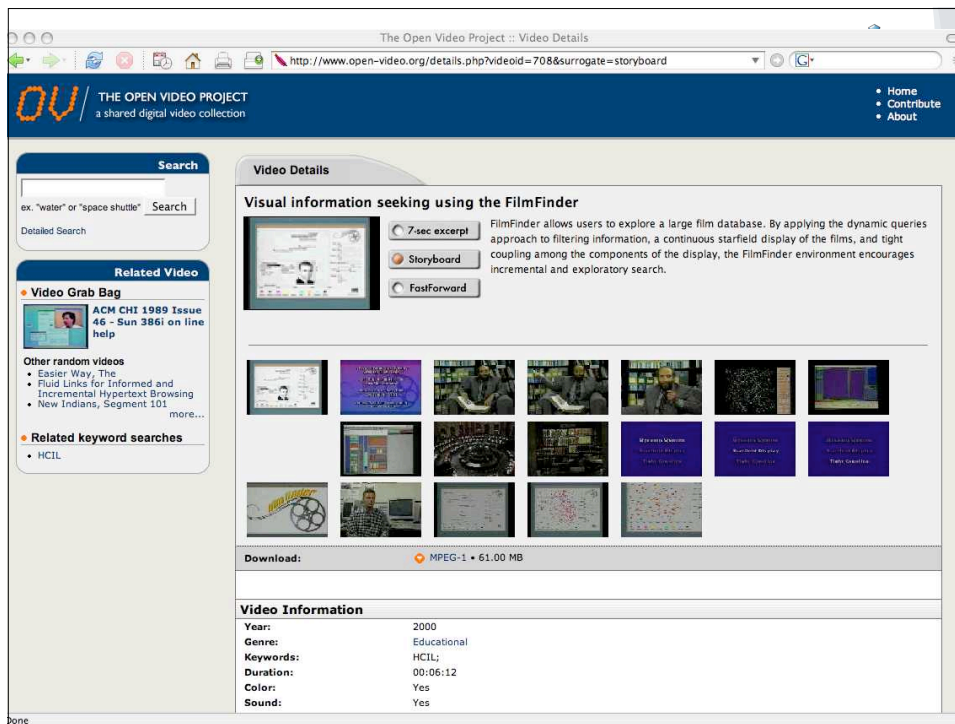 The Open Video Project :: Video Details
http://www.open-video.org/details.php?videoid=708&surrogate=storyboard
G
OV
THE OPEN VIDEO PROJECT
a shared digital video collection
• Home
• Contribute
• About
Search
ex. "water" or "space shuttle" Search
Detailed Search
Related Video
• Video Grab Bag
ACM CHI 1989 Issue
46 - Sun 386i on line
help
Other random videos
• Easier Way, The
• Fluid Links for Informed and
Incremental Hypertext Browsing
• New Indians, Segment 101
more...
• Related keyword searches
• HCIL
Video Details
Visual information seeking using the FilmFinder
7-sec excerpt
Storyboard
FastForward
FilmFinder allows users to explore a large film database. By applying the dynamic queries
approach to filtering information, a continuous starfield display of the films, and tight
coupling among the components of the display, the FilmFinder environment encourages
incremental and exploratory search.
Download: MPEG-1 • 61.00 MB
Video Information
Year: 2000
Genre: Educational
Keywords: HCIL;
Duration: 00:06:12
Color: Yes
Sound: Yes
Done